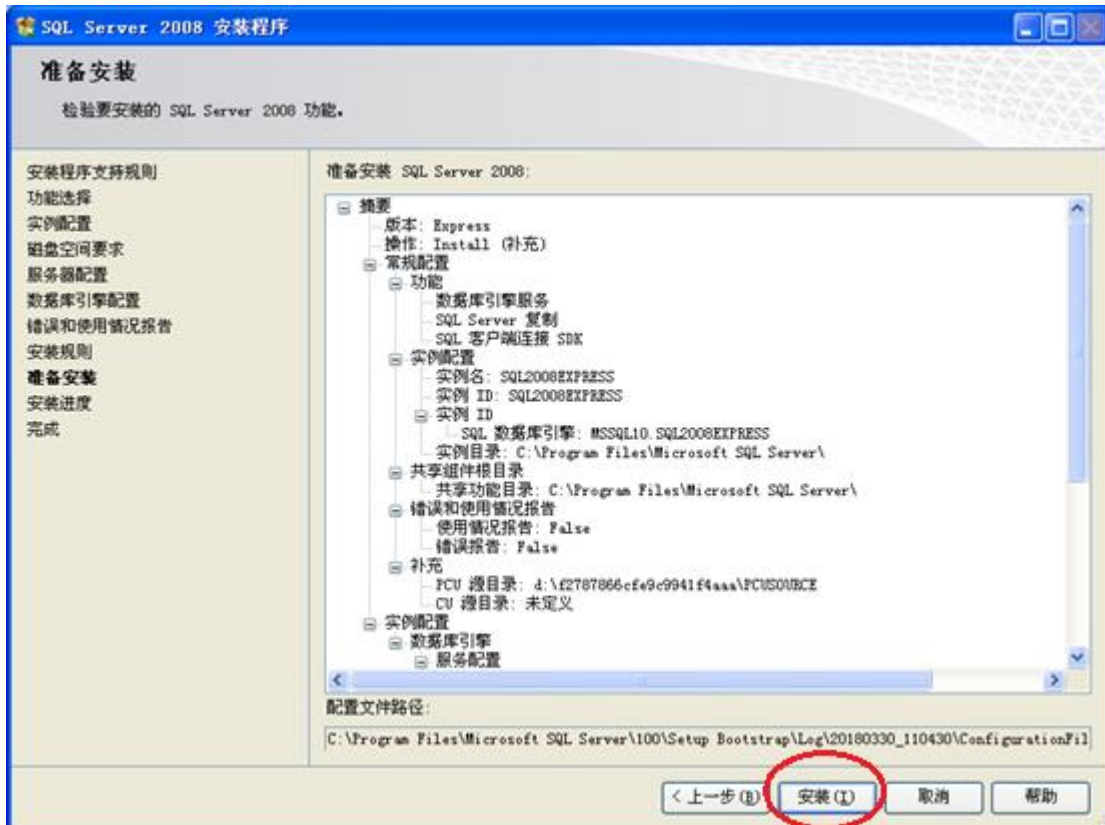 SQL Server 2008 安装程序
准备安装
检验要安装的 SQL Server 2008 功能。
安装程序支持规则
功能选择
实例配置
磁盘空间要求
服务器配置
数据库引擎配置
错误和使用情况报告
安装规则
准备安装
安装进度
完成
准备安装 SQL Server 2008:
摘要
版本: Express
操作: Install (补充)
常规配置
功能
数据库引擎服务
SQL Server 复制
SQL 客户端连接 SDK
实例配置
实例名: SQL2008EXPRESS
实例 ID: SQL2008EXPRESS
实例 ID
SQL 数据库引擎: MSSQL10.SQL2008EXPRESS
实例目录: C:\Program Files\Microsoft SQL Server\
共享组件根目录
共享功能目录: C:\Program Files\Microsoft SQL Server\
错误和使用情况报告
使用情况报告: False
错误报告: False
补充
PCU 源目录: d:\f2787866cfe9c9941f4aaa\PCUSOURCE
CU 源目录: 未定义
实例配置
数据库引擎
服务配置
配置文件路径:
C:\Program Files\Microsoft SQL Server\100\Setup Bootstrap\Log\20180330_110430\ConfigurationFil
< 上一步(B) 安装(I) 取消 帮助